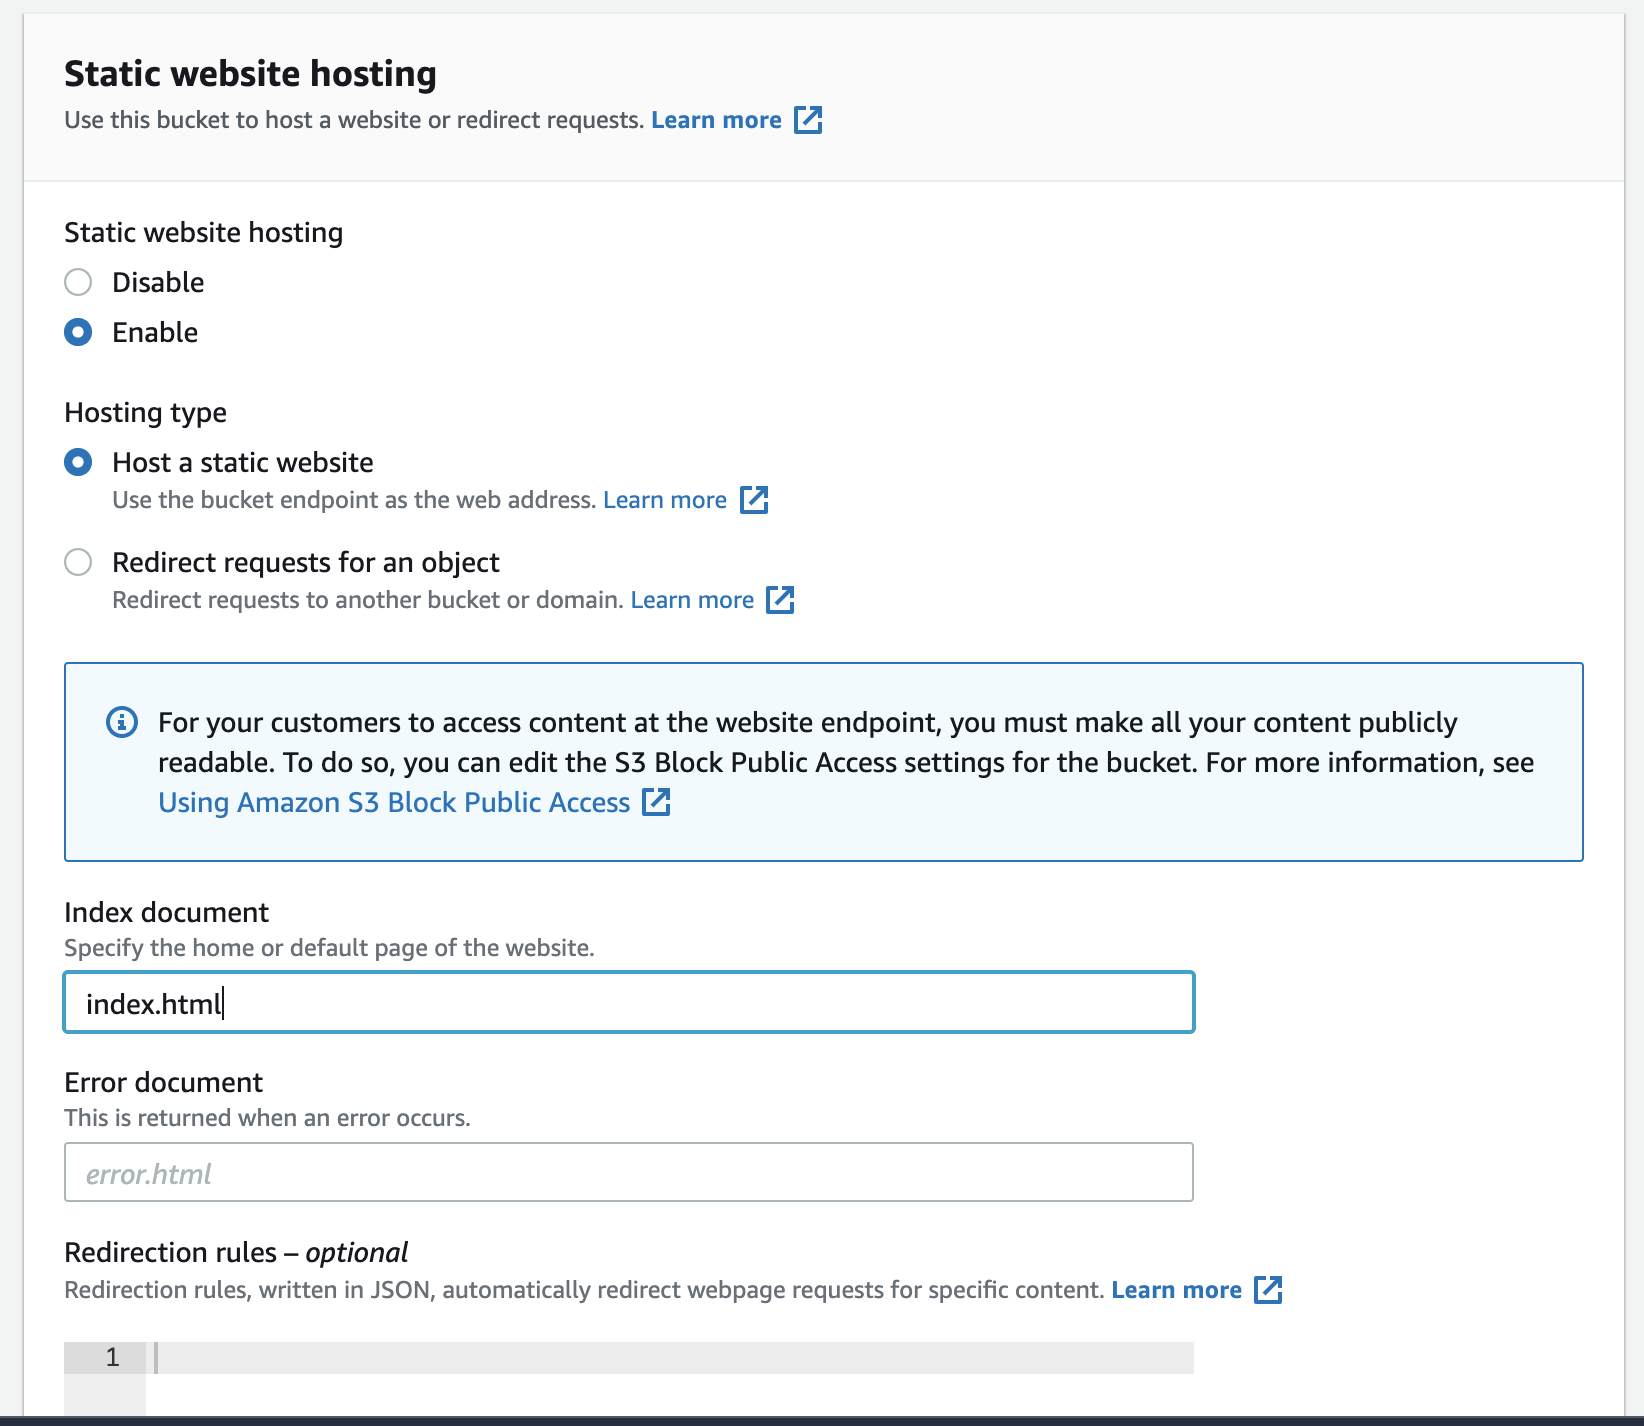 Static website hosting
Use this bucket to host a website or redirect requests. Learn more
Static website hosting
Disable
Enable
Hosting type
Host a static website
Use the bucket endpoint as the web address. Learn more
Redirect requests for an object
Redirect requests to another bucket or domain. Learn more
For your customers to access content at the website endpoint, you must make all your content publicly
readable. To do so, you can edit the S3 Block Public Access settings for the bucket. For more information, see
Using Amazon S3 Block Public Access
Index document
Specify the home or default page of the website.
index.html
Error document
This is returned when an error occurs.
error.html
Redirection rules – optional
Redirection rules, written in JSON, automatically redirect webpage requests for specific content. Learn more
1